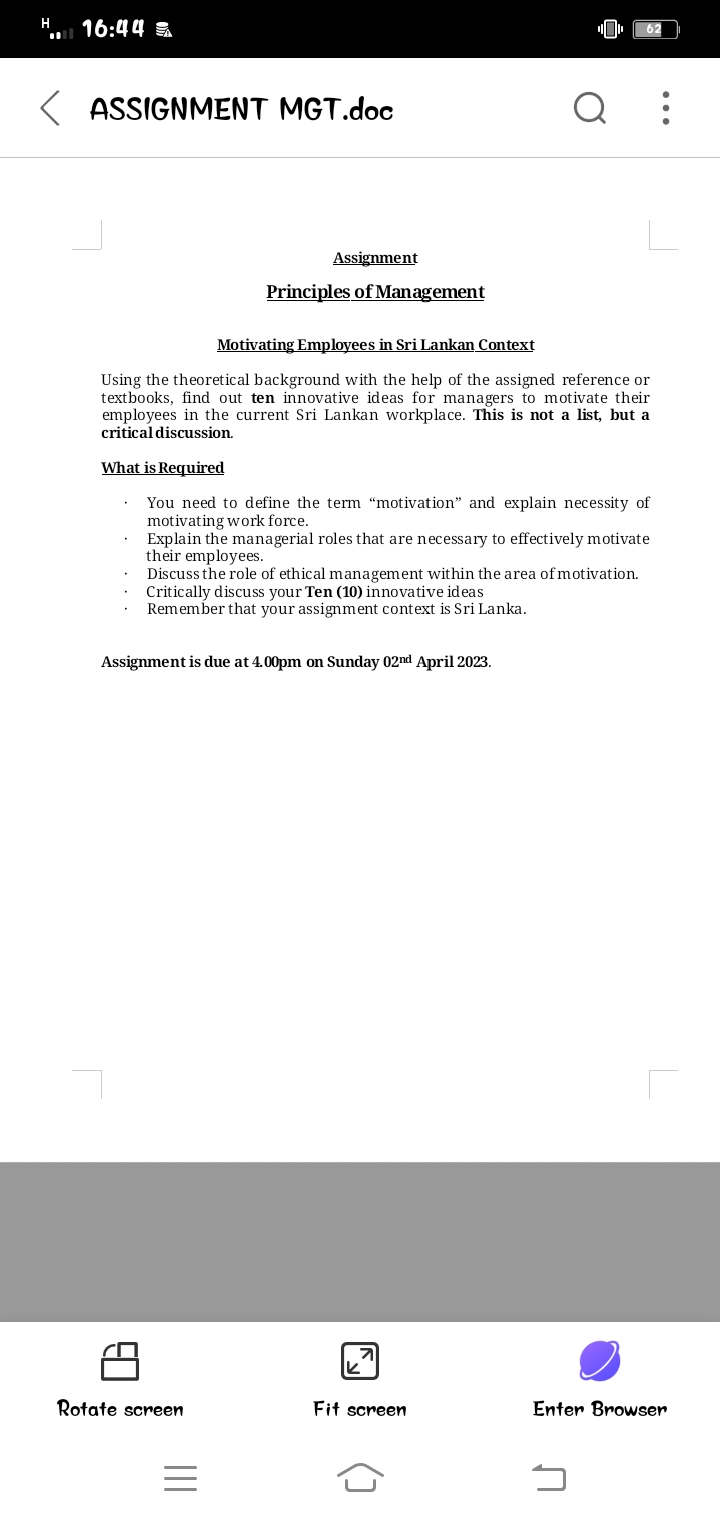 H 16:44 62
ASSIGNMENT MGT.doc
Assignment
Principles of Management
Motivating Employees in Sri Lankan Context
Using the theoretical background with the help of the assigned reference or
textbooks, find out ten innovative ideas for managers to motivate their
employees in the current Sri Lankan workplace. This is not a list, but a
critical discussion.
What is Required
· You need to define the term “motivation” and explain necessity of
motivating work force.
· Explain the managerial roles that are necessary to effectively motivate
their employees.
· Discuss the role of ethical management within the area of motivation.
· Critically discuss your Ten (10) innovative ideas
· Remember that your assignment context is Sri Lanka.
Assignment is due at 4.00pm on Sunday 02nd April 2023.
Rotate screen Fit screen Enter Browser